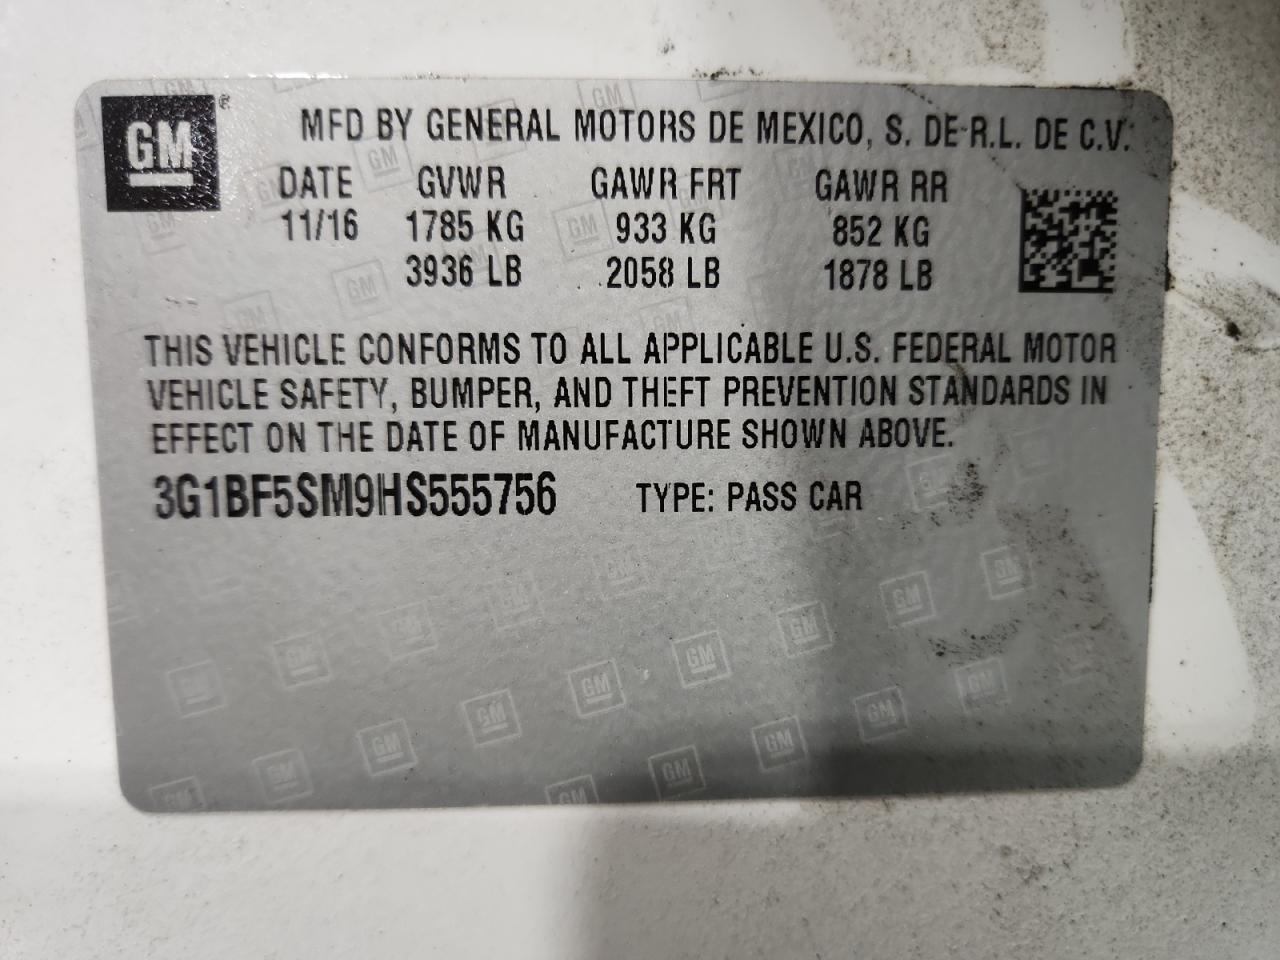 GM® MFD BY GENERAL MOTORS DE MEXICO, S. DE R.L. DE C.V.
DATE GVWR GAWR FRT GAWR RR
11/16 1785 KG 933 KG 852 KG
3936 LB 2058 LB 1878 LB
THIS VEHICLE CONFORMS TO ALL APPLICABLE U.S. FEDERAL MOTOR
VEHICLE SAFETY, BUMPER, AND THEFT PREVENTION STANDARDS IN
EFFECT ON THE DATE OF MANUFACTURE SHOWN ABOVE.
3G1BF5SM9HS555756 TYPE: PASS CAR